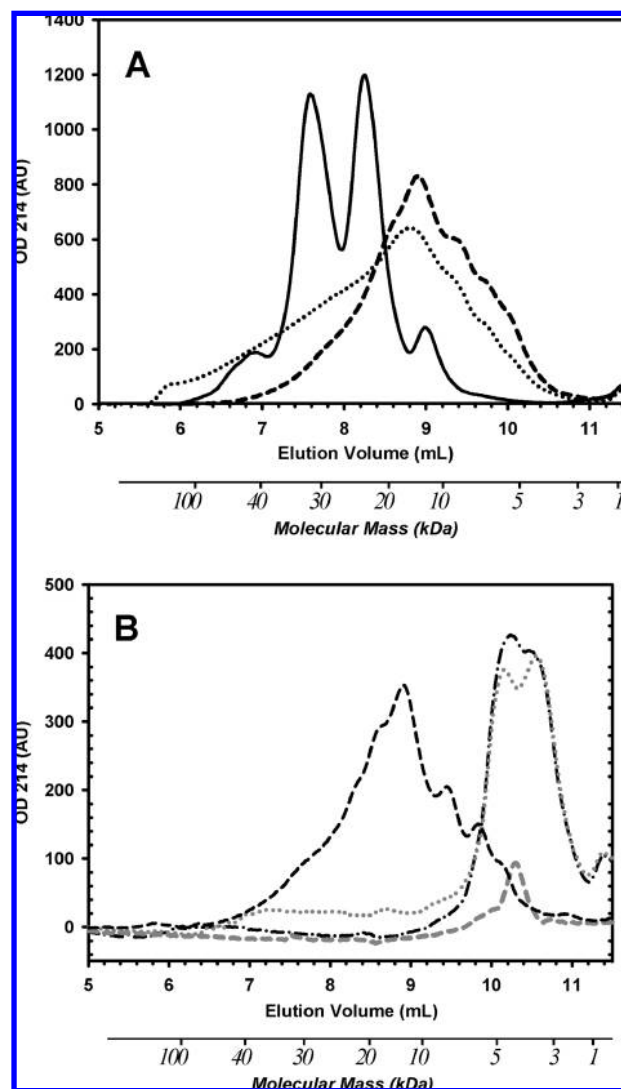 1400
A
1200
1000
800
600
400
200
0
OD 214 (AU)
5 6 7 8 9 10 11
Elution Volume (mL)
100 40 30 20 10 5 3 1
Molecular Mass (kDa)
500
B
400
300
200
100
0
OD 214 (AU)
5 6 7 8 9 10 11
Elution Volume (mL)
100 40 30 20 10 5 3 1
Molecular Mass (kDa)